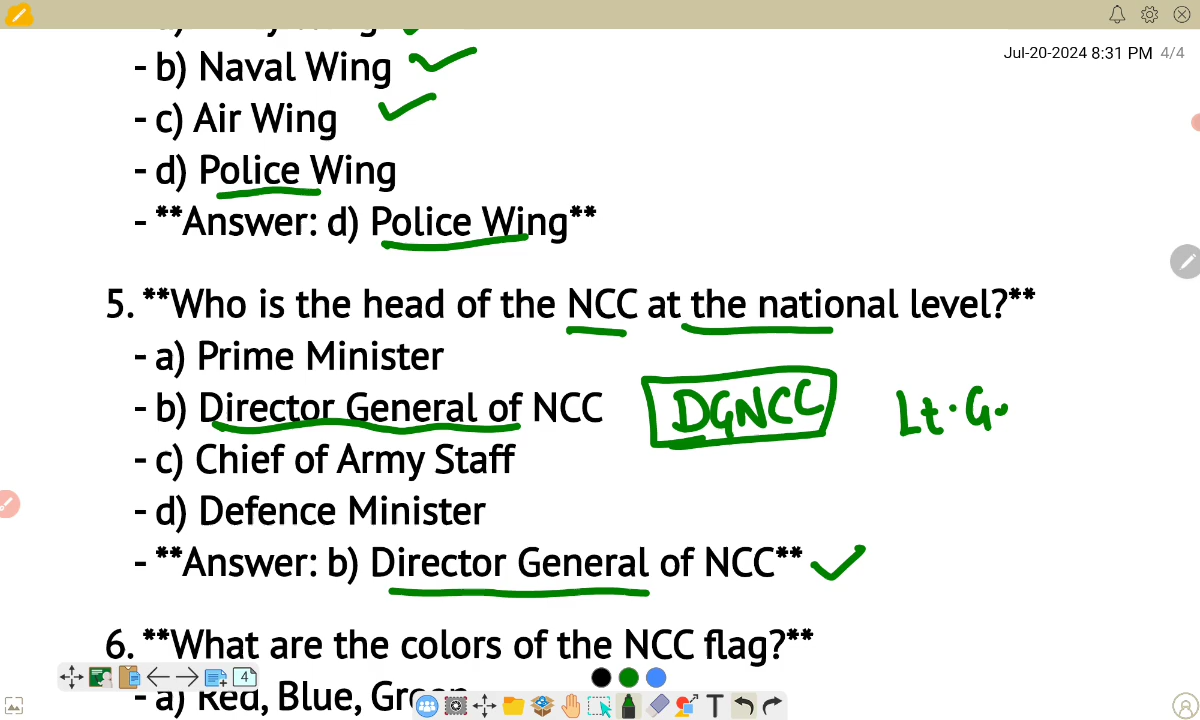 Jul-20-2024 8:31 PM 4/4
- b) Naval Wing
- c) Air Wing
- d) Police Wing
- **Answer: d) Police Wing**
5. **Who is the head of the NCC at the national level?**
- a) Prime Minister
- b) Director General of NCC DGNCC Lt. G.
- c) Chief of Army Staff
- d) Defence Minister
- **Answer: b) Director General of NCC**
6. **What are the colors of the NCC flag?**
4
- a) Red, Blue,
T